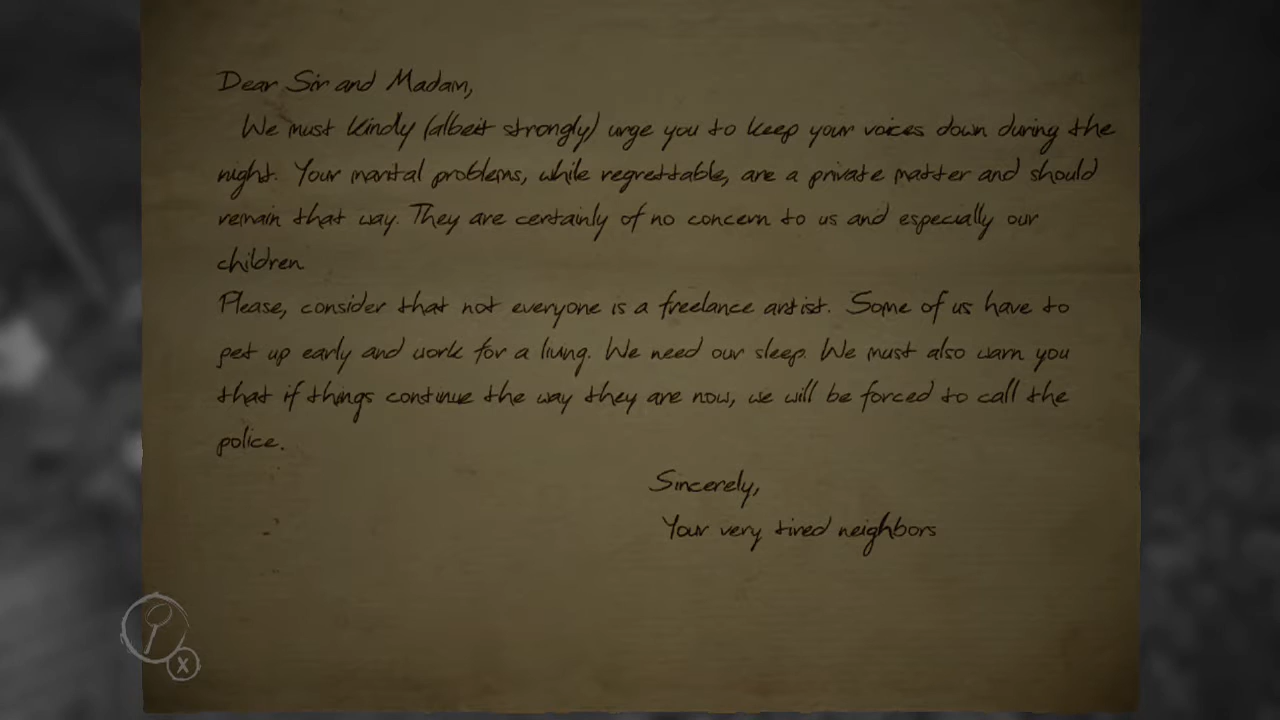 Dear Sir and Madam,
We must kindly (albeit strongly) urge you to keep your voices down during the
night. Your marital problems, while regrettable, are a private matter and should
remain that way. They are certainly of no concern to us and especially our
children.
Please, consider that not everyone is a freelance artist. Some of us have to
get up early and work for a living. We need our sleep. We must also warn you
that if things continue the way they are now, we will be forced to call the
police.
Sincerely,
Your very tired neighbors
X